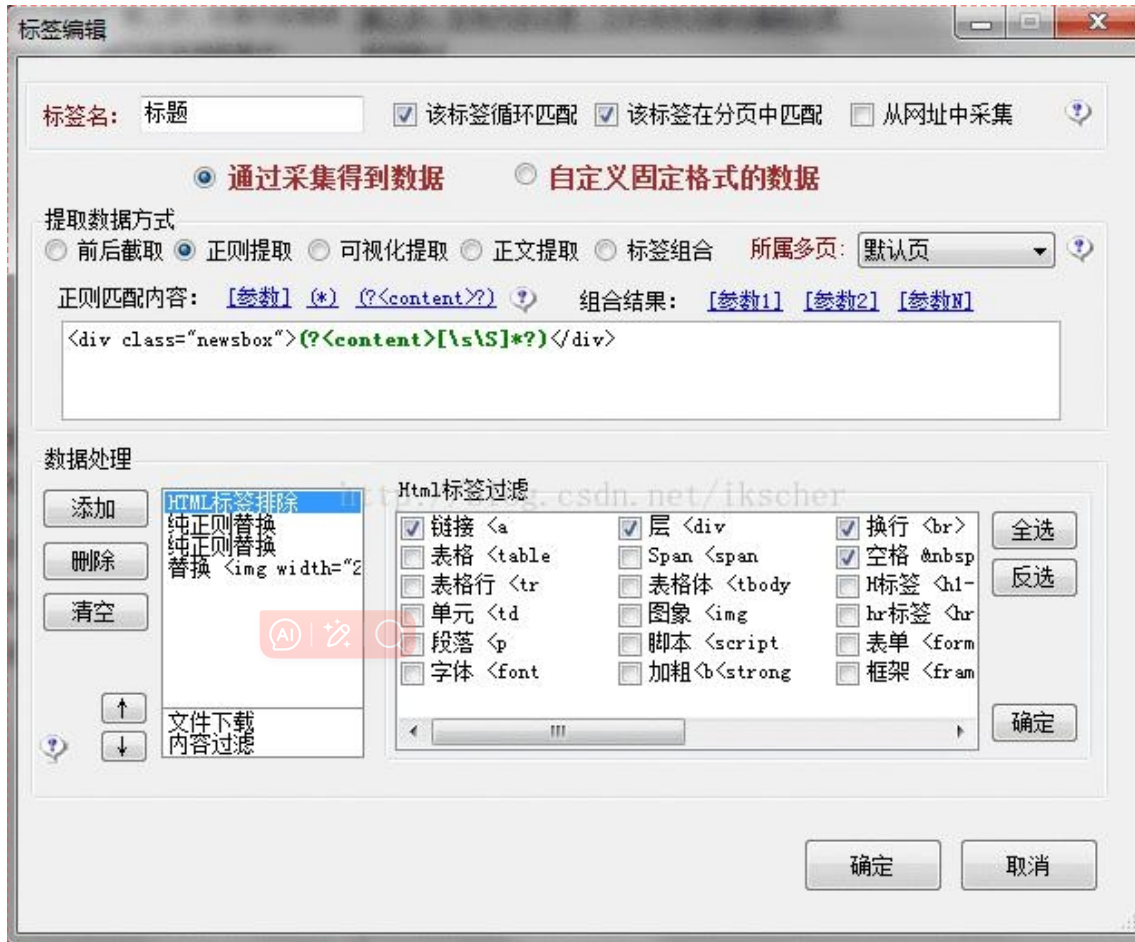 标签编辑
标签名: 标题 该标签循环匹配 该标签在分页中匹配 从网址中采集
通过采集得到数据 自定义固定格式的数据
提取数据方式
前后截取 正则提取 可视化提取 正文提取 标签组合 所属多页: 默认页
正则匹配内容: [参数] (*) (?<content>?) 组合结果: [参数1] [参数2] [参数N]
<div class="newsbox">(?<content>[\s\S]*?)</div>
数据处理
添加
删除
清空
HTML标签排除
纯正则替换
纯正则替换
替换 <img width="2
文件下载
内容过滤
Html标签过滤
链接 <a 层 <div 换行 <br>
表格 <table Span <span 空格 &nbsp
表格行 <tr 表格体 <tbody H标签 <h1-
单元 <td 图象 <img hr标签 <hr
段落 <p 脚本 <script 表单 <form
字体 <font 加粗<b<strong 框架 <fram
全选
反选
确定
AI
确定 取消